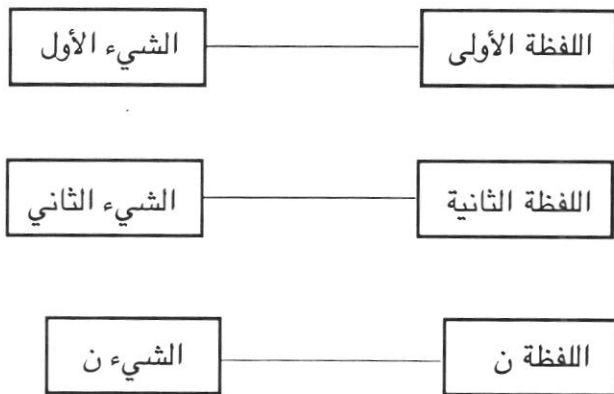 اللفظة الأولى الشيء الأول
اللفظة الثانية الشيء الثاني
اللفظة ن الشيء ن